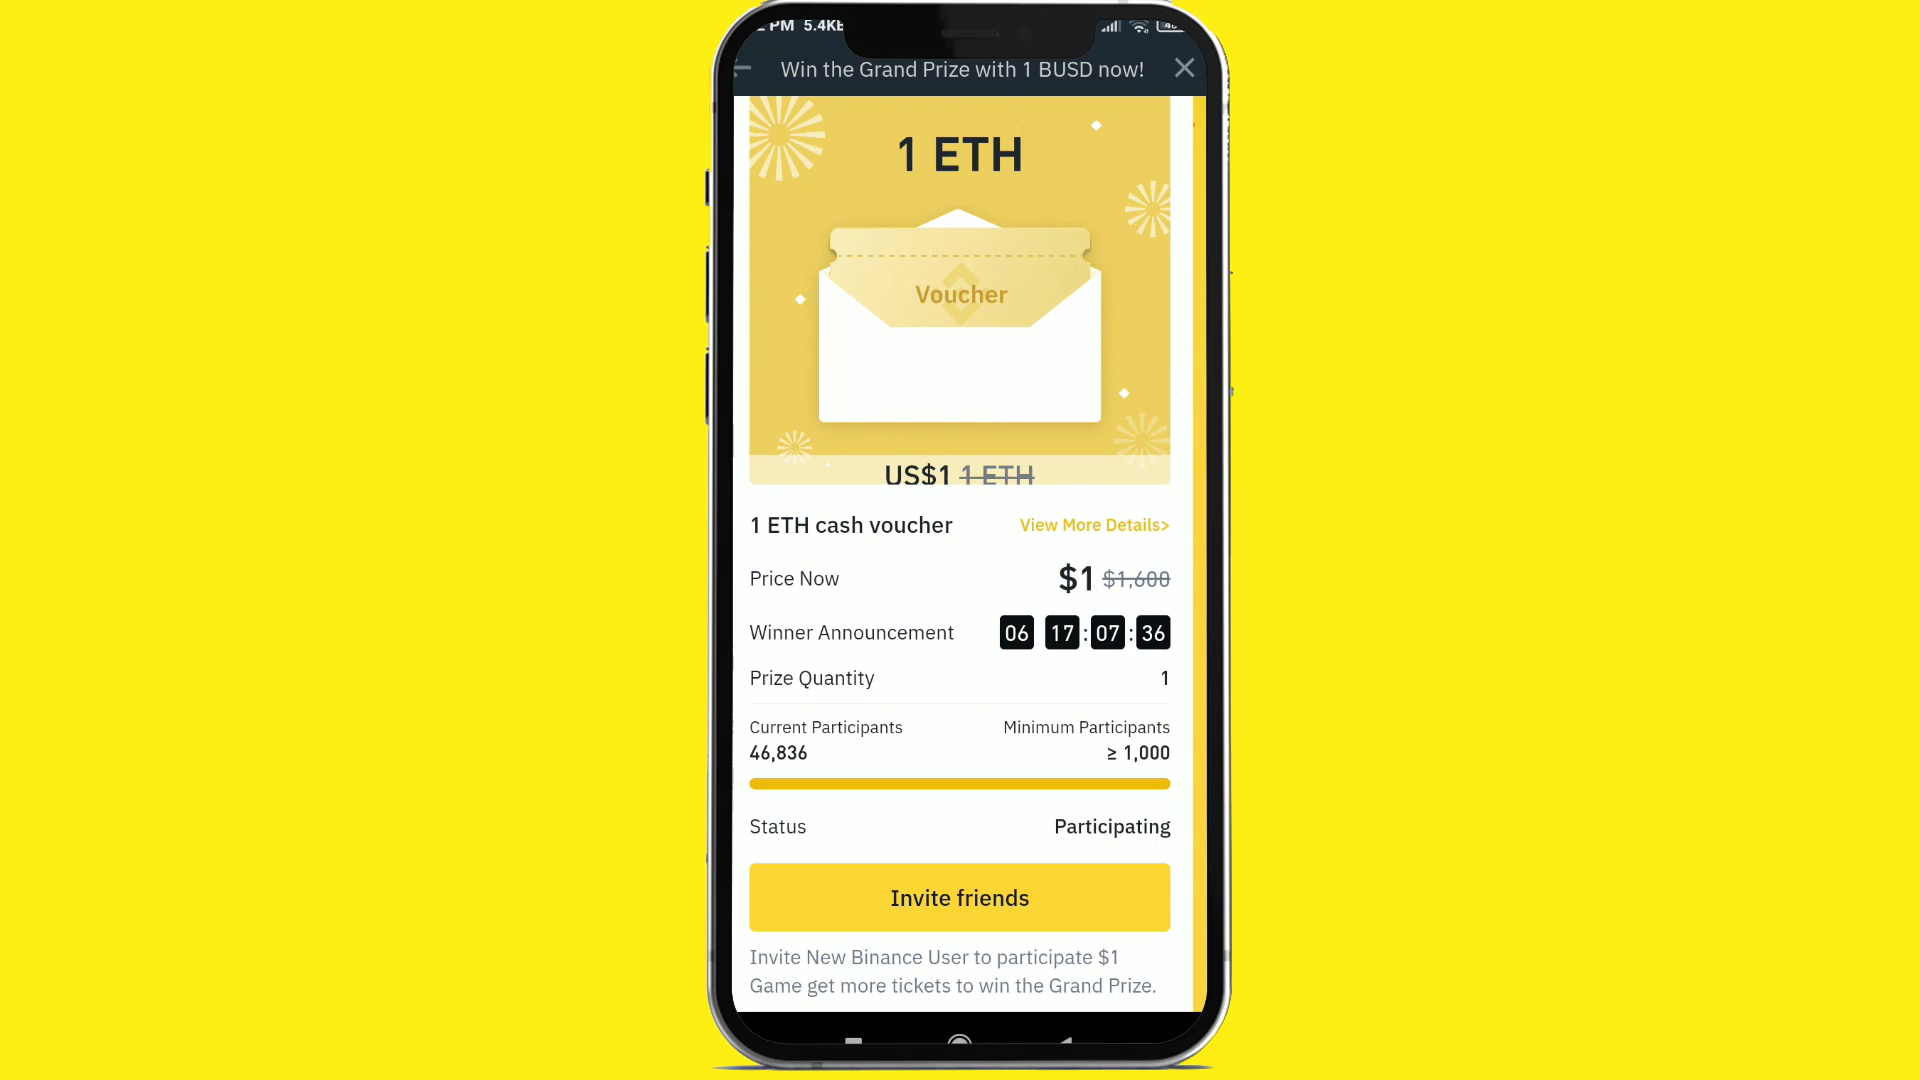 PM 5.4KB
Win the Grand Prize with 1 BUSD now!
1 ETH
Voucher
US$1 1 ETH
1 ETH cash voucher View More Details>
Price Now $1 $1,600
Winner Announcement 06 17:07:36
Prize Quantity 1
Current Participants Minimum Participants
46,836 ≥ 1,000
Status Participating
Invite friends
Invite New Binance User to participate $1
Game get more tickets to win the Grand Prize.